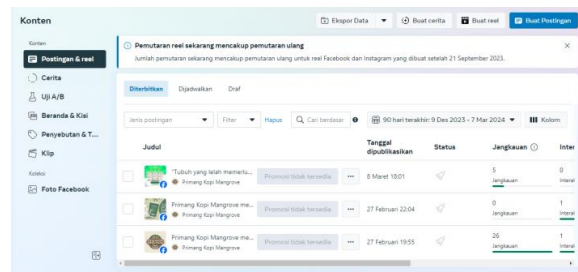 Konten
Ekspor Data
Buat cerita
Buat reel
Buat Postingan
Konten
Postingan & reel
Cerita
Uji A/B
Beranda & Kisi
Penyebutan & T...
Klip
Koleksi
Foto Facebook
Pemutaran reel sekarang mencakup pemutaran ulang
Jumlah pemutaran sekarang mencakup pemutaran ulang untuk reel Facebook dan Instagram yang dibuat setelah 21 September 2023.
Diterbitkan Dijadwalkan Draf
Jenis postingan Filter Hapus Cari berdasar 90 hari terakhir: 9 Des 2023 - 7 Mar 2024 Kolom
Judul Tanggal dipublikasikan Status Jangkauan Inter
"Tubuh yang lelah memerlu... Promosi tidak tersedia 6 Maret 18:01 5 0
Primang Kopi Mangrove Jangkauan Interak
Primang Kopi Mangrove me... Promosi tidak tersedia 27 Februari 22:04 0 1
Primang Kopi Mangrove Jangkauan Interak
Primang Kopi Mangrove me... Promosi tidak tersedia 27 Februari 19:55 26 1
Primang Kopi Mangrove Jangkauan Interak